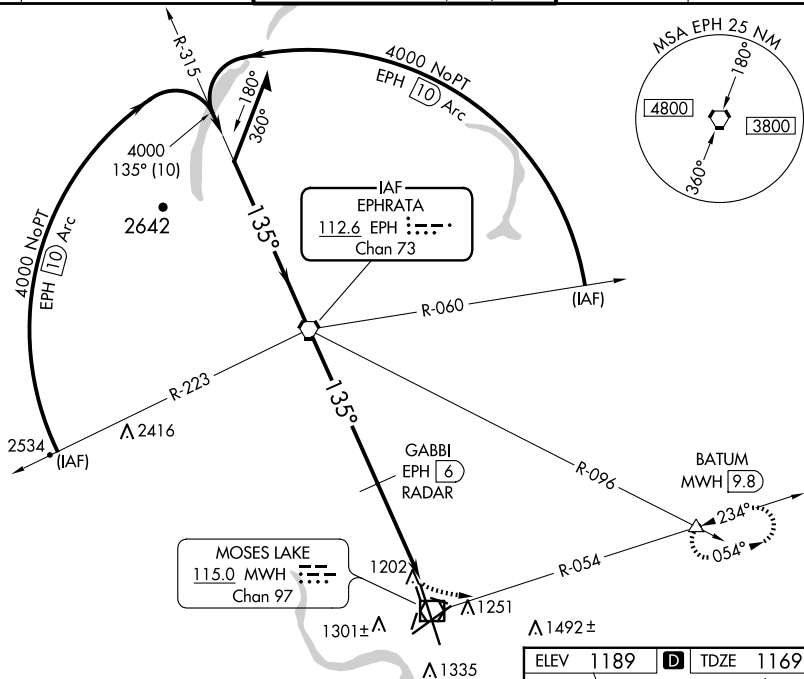 R-315
4000 NoPT
EPH 10 Arc
180°
360°
MSA EPH 25 NM
180°
4800
3800
360°
4000
135° (10)
2642
4000 NoPT
EPH 10 Arc
135°
IAF
EPHRATA
112.6 EPH
Chan 73
R-060
(IAF)
R-223
2534
(IAF)
2416
135°
GABBI
EPH 6
RADAR
R-096
BATUM
MWH 9.8
234°
054°
R-054
MOSES LAKE
115.0 MWH
Chan 97
1202
1251
1301±
1492±
1335
ELEV 1189 D TDZE 1169